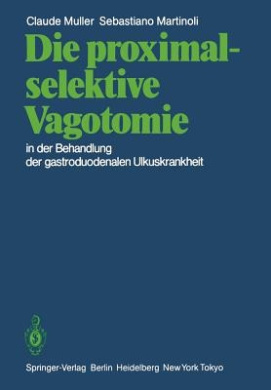 Claude Muller Sebastiano Martinoli
Die proximal-
selektive
Vagotomie
in der Behandlung
der gastroduodenalen Ulkuskrankheit
Springer-Verlag Berlin Heidelberg New York Tokyo